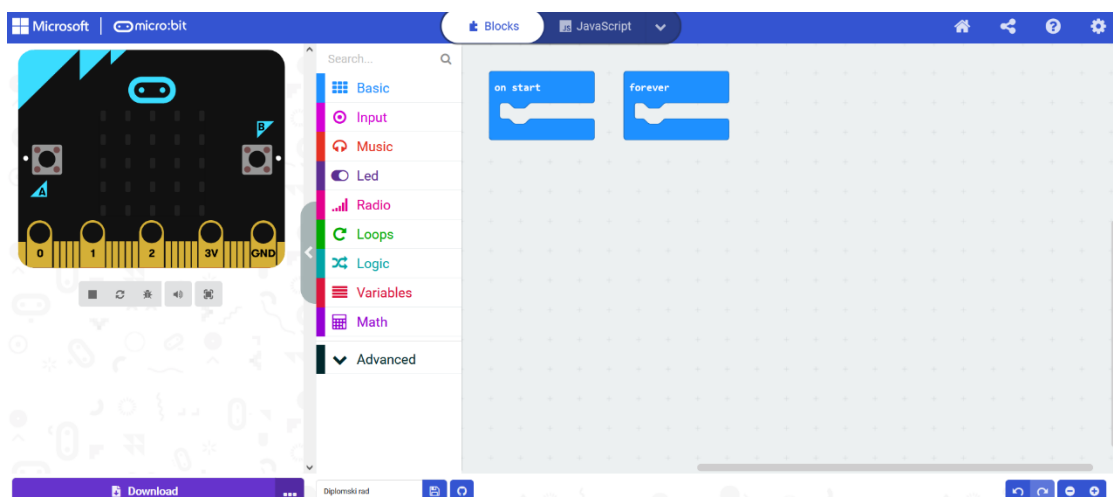 Microsoft | micro:bit
Blocks
JavaScript
Search...
Basic
Input
Music
Led
Radio
Loops
Logic
Variables
Math
Advanced
on start
forever
B
A
0 1 2 3V GND
Download
Diplomski rad